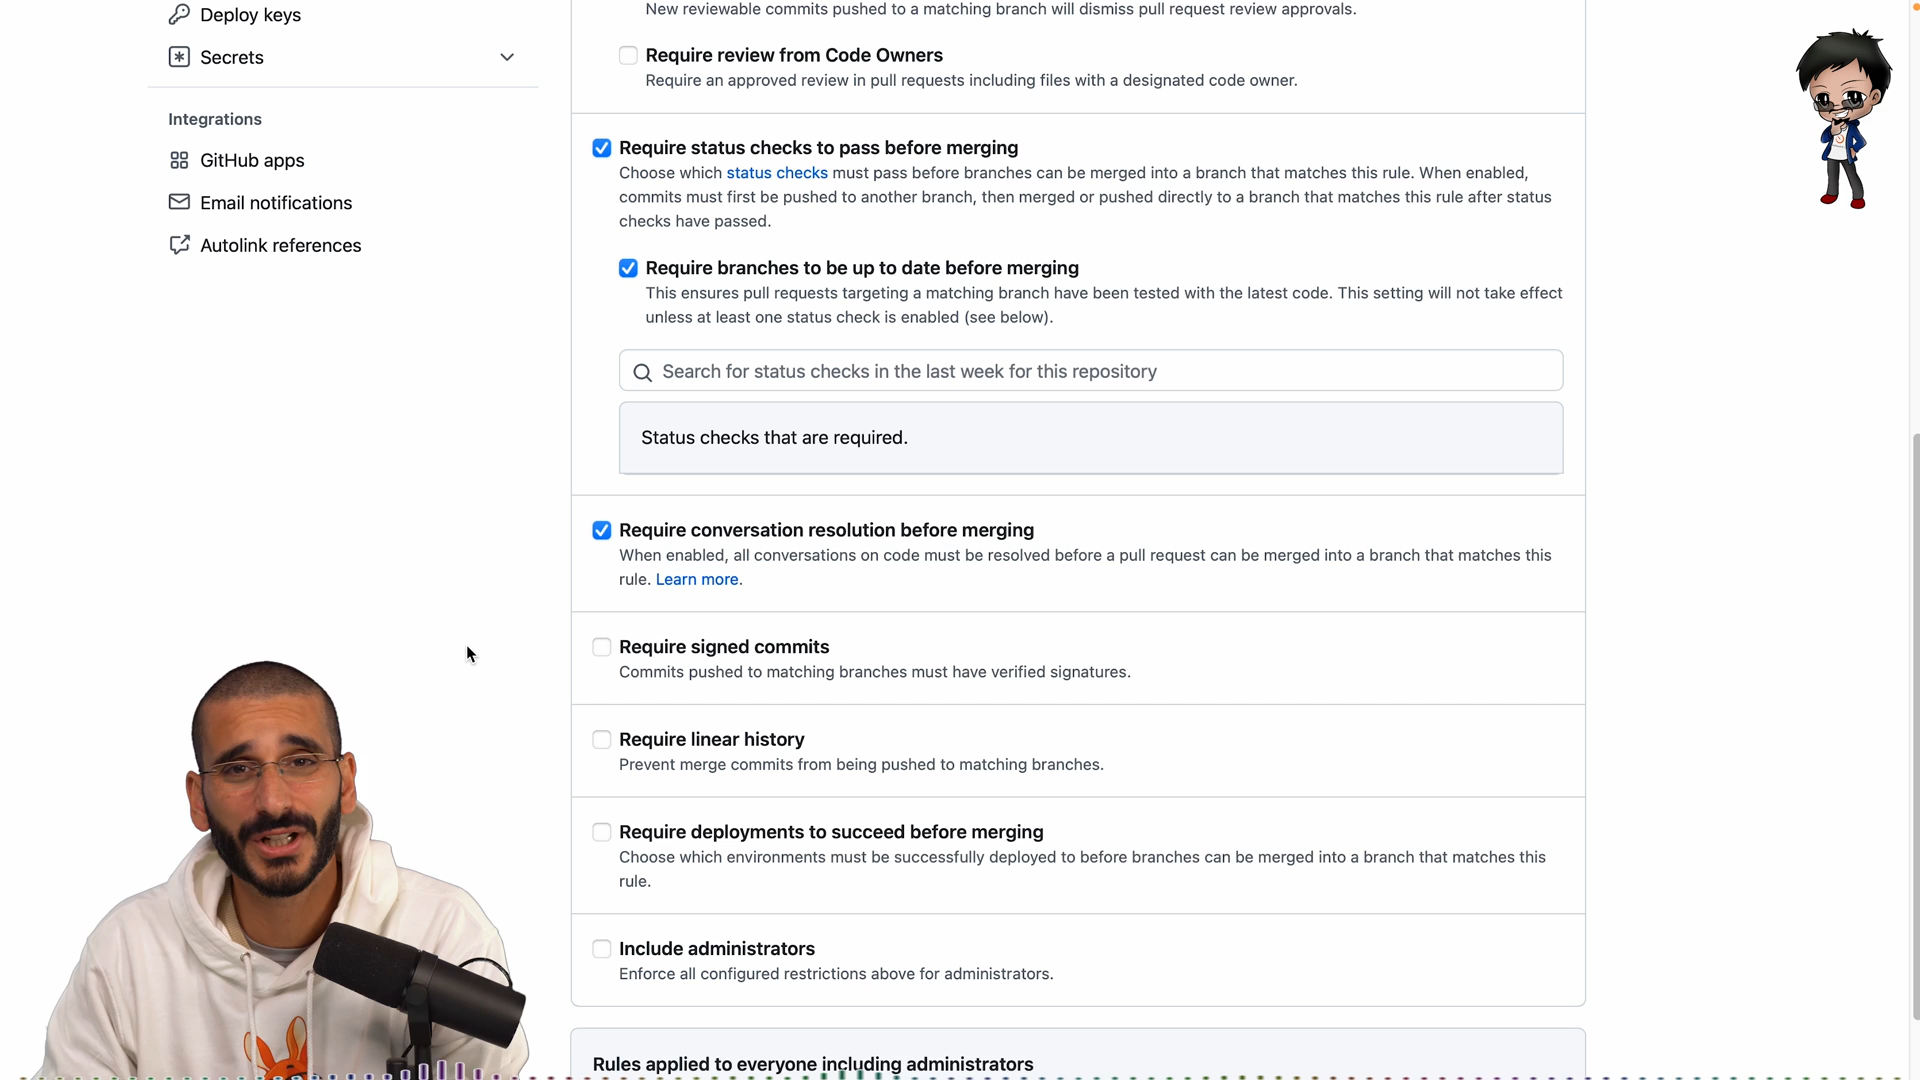 Deploy keys
Secrets
Integrations
GitHub apps
Email notifications
Autolink references
New reviewable commits pushed to a matching branch will dismiss pull request review approvals.
Require review from Code Owners
Require an approved review in pull requests including files with a designated code owner.
Require status checks to pass before merging
Choose which status checks must pass before branches can be merged into a branch that matches this rule. When enabled,
commits must first be pushed to another branch, then merged or pushed directly to a branch that matches this rule after status
checks have passed.
Require branches to be up to date before merging
This ensures pull requests targeting a matching branch have been tested with the latest code. This setting will not take effect
unless at least one status check is enabled (see below).
Search for status checks in the last week for this repository
Status checks that are required.
Require conversation resolution before merging
When enabled, all conversations on code must be resolved before a pull request can be merged into a branch that matches this
rule. Learn more.
Require signed commits
Commits pushed to matching branches must have verified signatures.
Require linear history
Prevent merge commits from being pushed to matching branches.
Require deployments to succeed before merging
Choose which environments must be successfully deployed to before branches can be merged into a branch that matches this
rule.
Include administrators
Enforce all configured restrictions above for administrators.
Rules applied to everyone including administrators